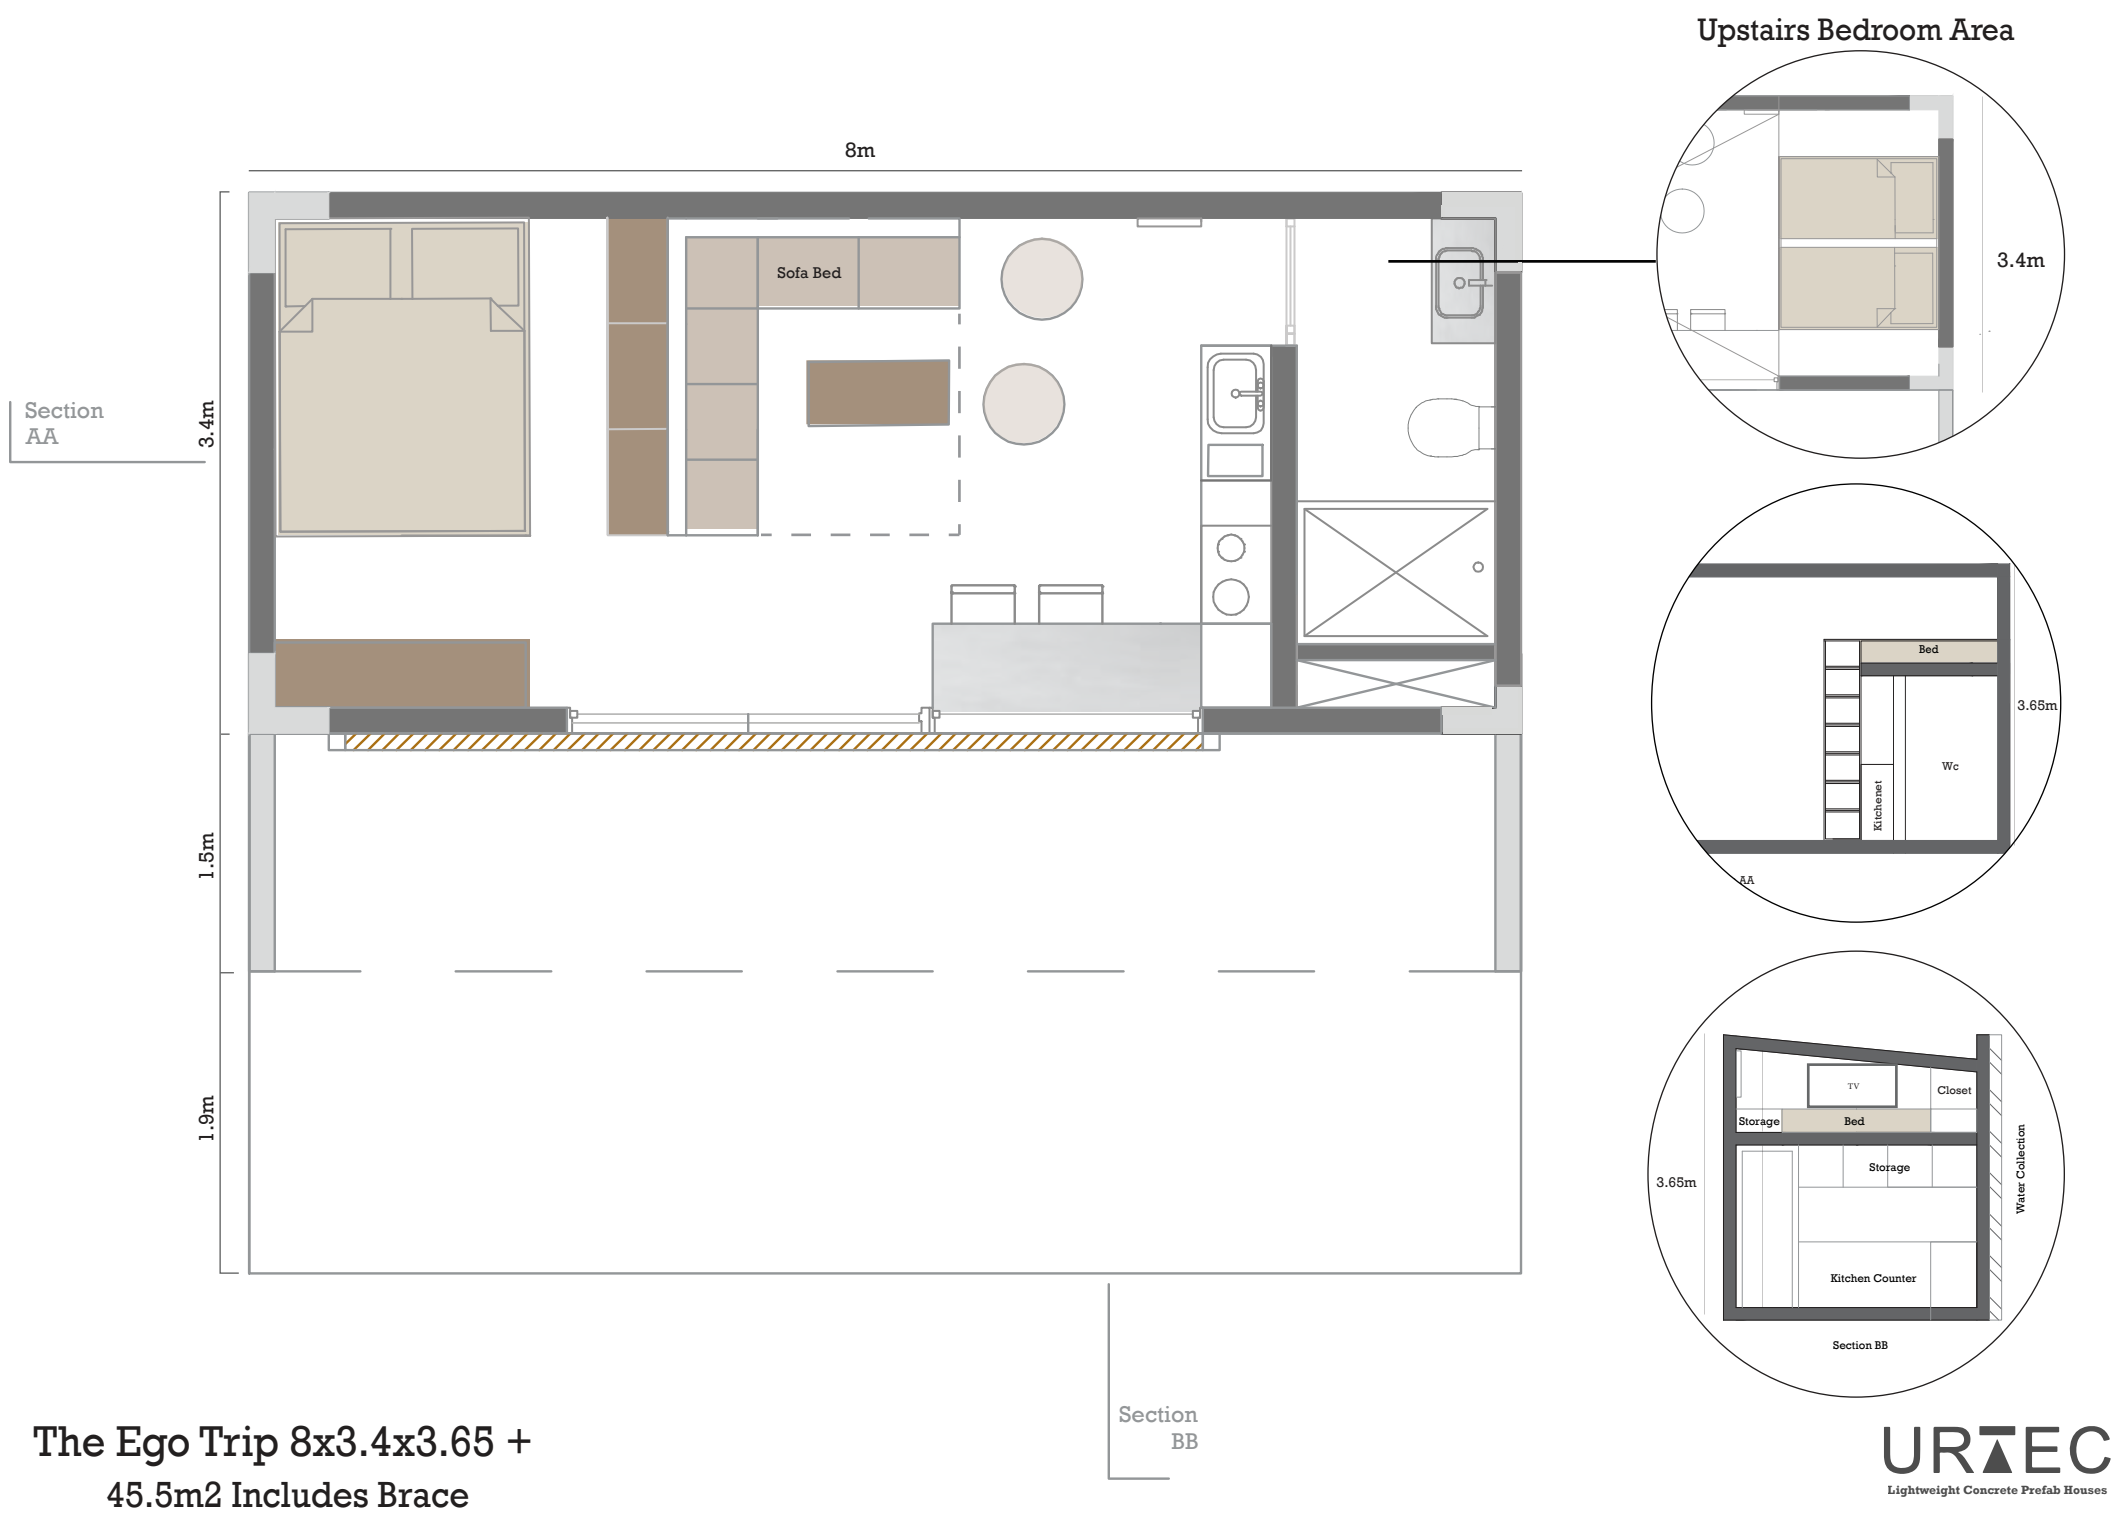 Upstairs Bedroom Area
8m
Sofa Bed
3.4m
Section
AA
3.4m
1.5m
1.9m
Bed
3.65m
Wc
Kitchenet
AA
TV
Closet
Storage
Bed
Storage
3.65m
Water Collection
Kitchen Counter
Section BB
Section
BB
The Ego Trip 8x3.4x3.65 +
45.5m2 Includes Brace
URTEC
Lightweight Concrete Prefab Houses